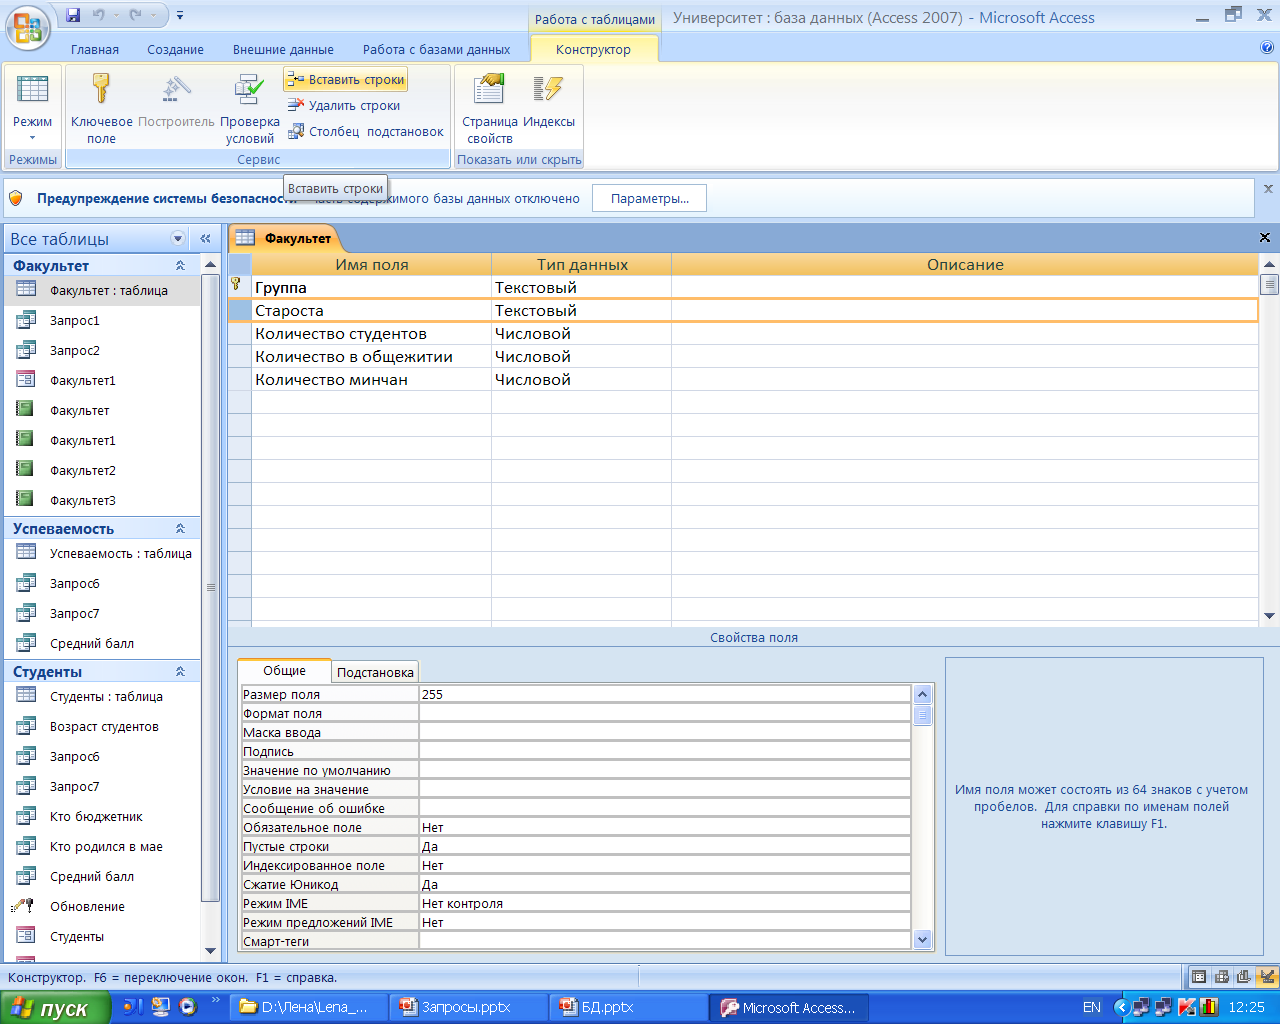 Работа с таблицами
Университет : база данных (Access 2007) - Microsoft Access
Главная
Создание
Внешние данные
Работа с базами данных
Конструктор
Режим
Режимы
Ключевое поле
Построитель
Проверка условий
Вставить строки
Удалить строки
Столбец подстановок
Сервис
Страница свойств
Индексы
Показать или скрыть
Вставить строки
Предупреждение системы безопасности
содержимого базы данных отключено
Параметры...
Все таблицы
Факультет
Факультет : таблица
Запрос1
Запрос2
Факультет1
Факультет
Факультет1
Факультет2
Факультет3
Успеваемость
Успеваемость : таблица
Запрос6
Запрос7
Средний балл
Студенты
Студенты : таблица
Возраст студентов
Запрос6
Запрос7
Кто бюджетник
Кто родился в мае
Средний балл
Обновление
Студенты
Факультет
Имя поля Тип данных Описание
Группа Текстовый
Староста Текстовый
Количество студентов Числовой
Количество в общежитии Числовой
Количество минчан Числовой
Свойства поля
Общие Подстановка
Размер поля 255
Формат поля
Маска ввода
Подпись
Значение по умолчанию
Условие на значение
Сообщение об ошибке
Обязательное поле Нет
Пустые строки Да
Индексированное поле Нет
Сжатие Юникод Да
Режим IME Нет контроля
Режим предложений IME Нет
Смарт-теги
Имя поля может состоять из 64 знаков с учетом
пробелов. Для справки по именам полей
нажмите клавишу F1.
Конструктор. F6 = переключение окон. F1 = справка.
пуск
D:\Лена\Lena_...
Запросы.pptx
БД.pptx
Microsoft Access...
EN
12:25